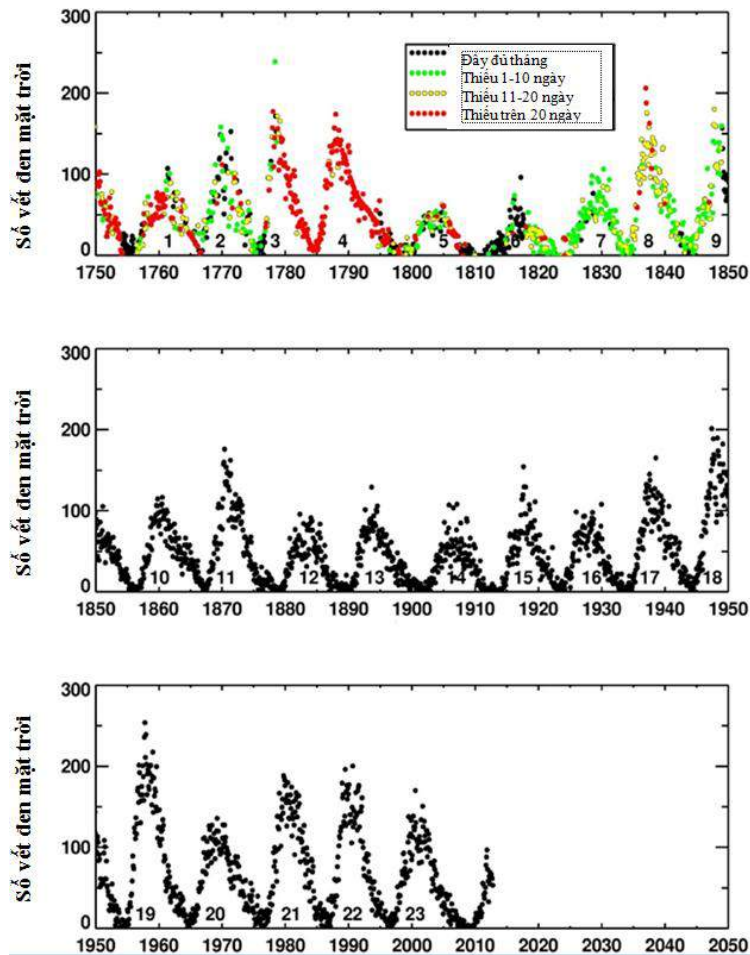 Số vết đen mặt trời
300
200
100
0
Đầy đủ tháng
Thiếu 1-10 ngày
Thiếu 11-20 ngày
Thiếu trên 20 ngày
1 2 3 4 5 6 7 8 9
1750 1760 1770 1780 1790 1800 1810 1820 1830 1840 1850
Số vết đen mặt trời
300
200
100
0
10 11 12 13 14 15 16 17 18
1850 1860 1870 1880 1890 1900 1910 1920 1930 1940 1950
Số vết đen mặt trời
300
200
100
0
19 20 21 22 23
1950 1960 1970 1980 1990 2000 2010 2020 2030 2040 2050